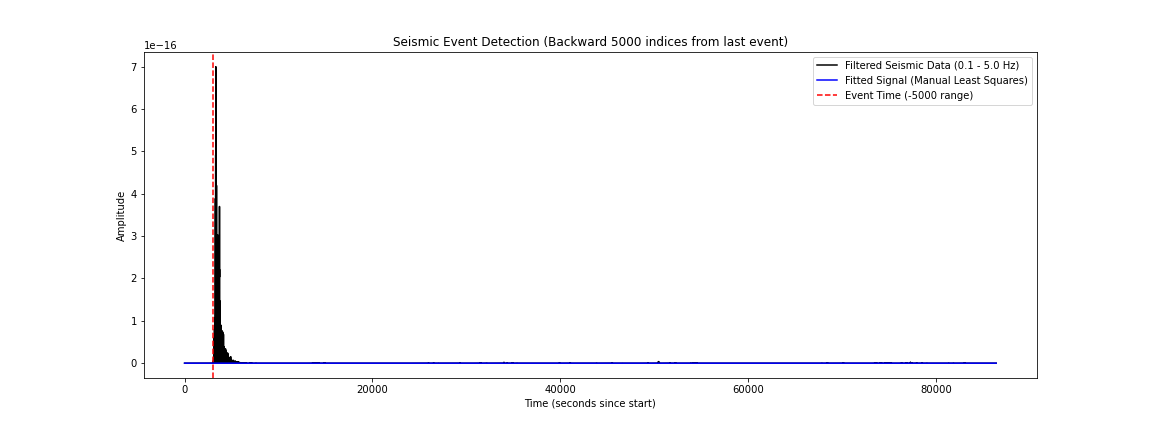 Seismic Event Detection (Backward 5000 indices from last event)
1e−16
7
6
5
4
3
2
1
0
Amplitude
Filtered Seismic Data (0.1 - 5.0 Hz)
Fitted Signal (Manual Least Squares)
Event Time (-5000 range)
0 20000 40000 60000 80000
Time (seconds since start)